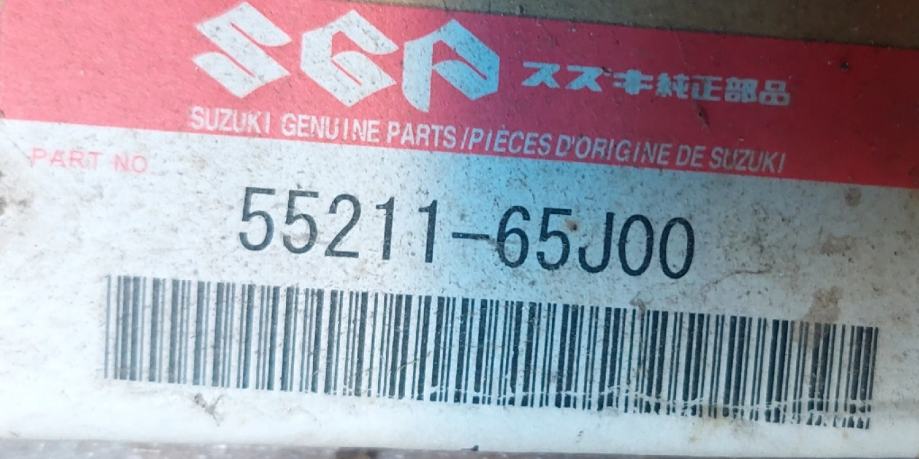 SGP スズキ純正部品
SUZUKI GENUINE PARTS/PIÈCES D'ORIGINE DE SUZUKI
PART NO
55211-65J00